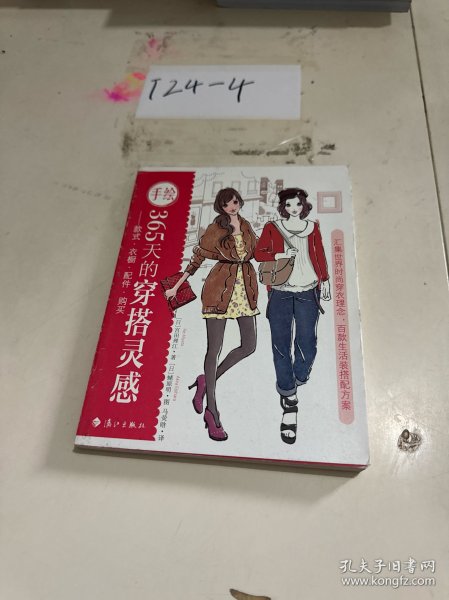 T24-4
手绘
365天的穿搭灵感
——款式·衣橱·配件·购买
汇集世界时尚穿衣理念·百款生活装搭配方案
漓江出版社
孔夫子旧书网
www.kongfz.com